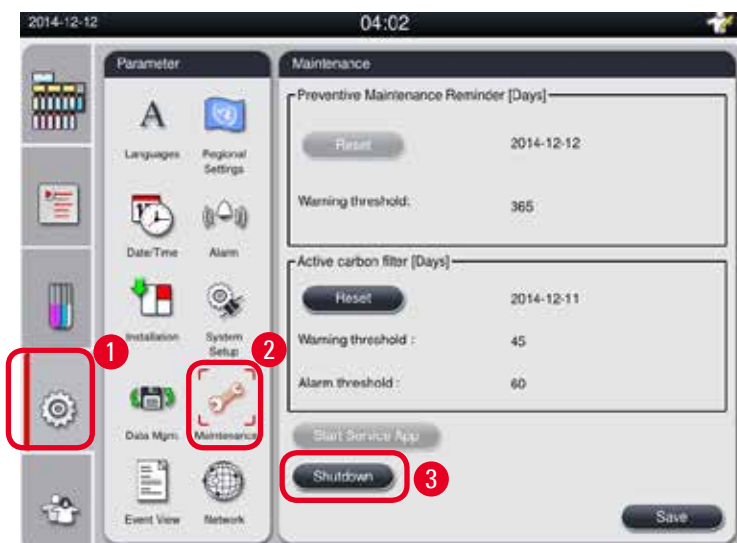 2014-12-12
04:02
Parameter
Languages
Regional
Settings
Date/Time
Alarm
Installation
System
Setup
Data Mgm.
Maintenance
Event View
Network
Maintenance
Preventive Maintenance Reminder [Days]
Reset
2014-12-12
Warning threshold:
365
Active carbon filter [Days]
Reset
2014-12-11
Warning threshold :
45
Alarm threshold :
60
Start Service App
Shutdown
Save
1
2
3